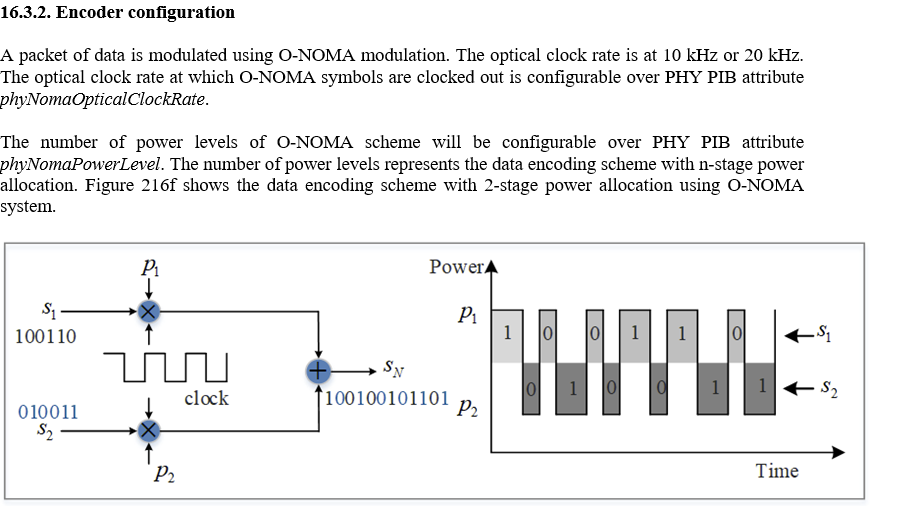 16.3.2. Encoder configuration
A packet of data is modulated using O-NOMA modulation. The optical clock rate is at 10 kHz or 20 kHz.
The optical clock rate at which O-NOMA symbols are clocked out is configurable over PHY PIB attribute
phyNomaOpticalClockRate.
The number of power levels of O-NOMA scheme will be configurable over PHY PIB attribute
phyNomaPowerLevel. The number of power levels represents the data encoding scheme with n-stage power
allocation. Figure 216f shows the data encoding scheme with 2-stage power allocation using O-NOMA
system.
P1
S1
100110
clock
010011
S2
P2
SN
100100101101
Power
P1
1 0 0 1 1 0
S1
P2
0 1 0 0 1 1
S2
Time